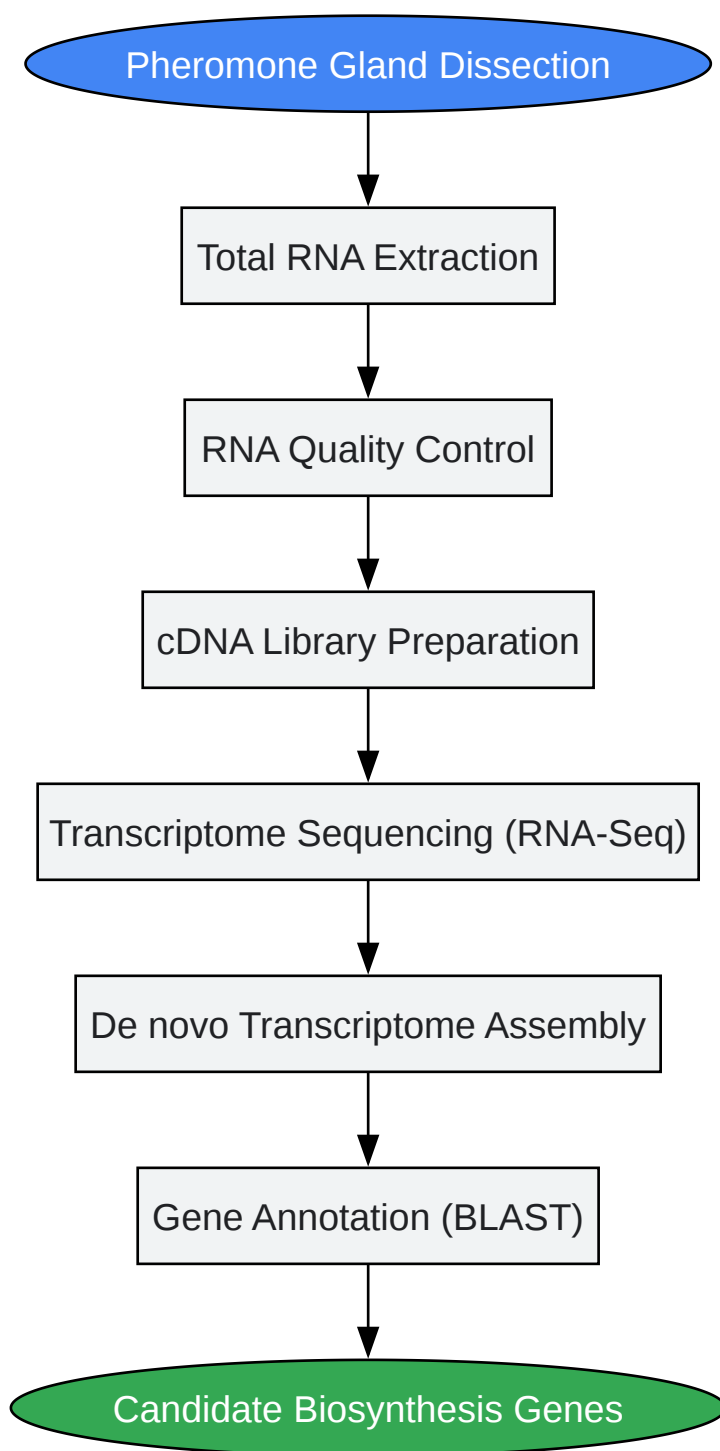 Pheromone Gland Dissection
Total RNA Extraction
RNA Quality Control
cDNA Library Preparation
Transcriptome Sequencing (RNA-Seq)
De novo Transcriptome Assembly
Gene Annotation (BLAST)
Candidate Biosynthesis Genes